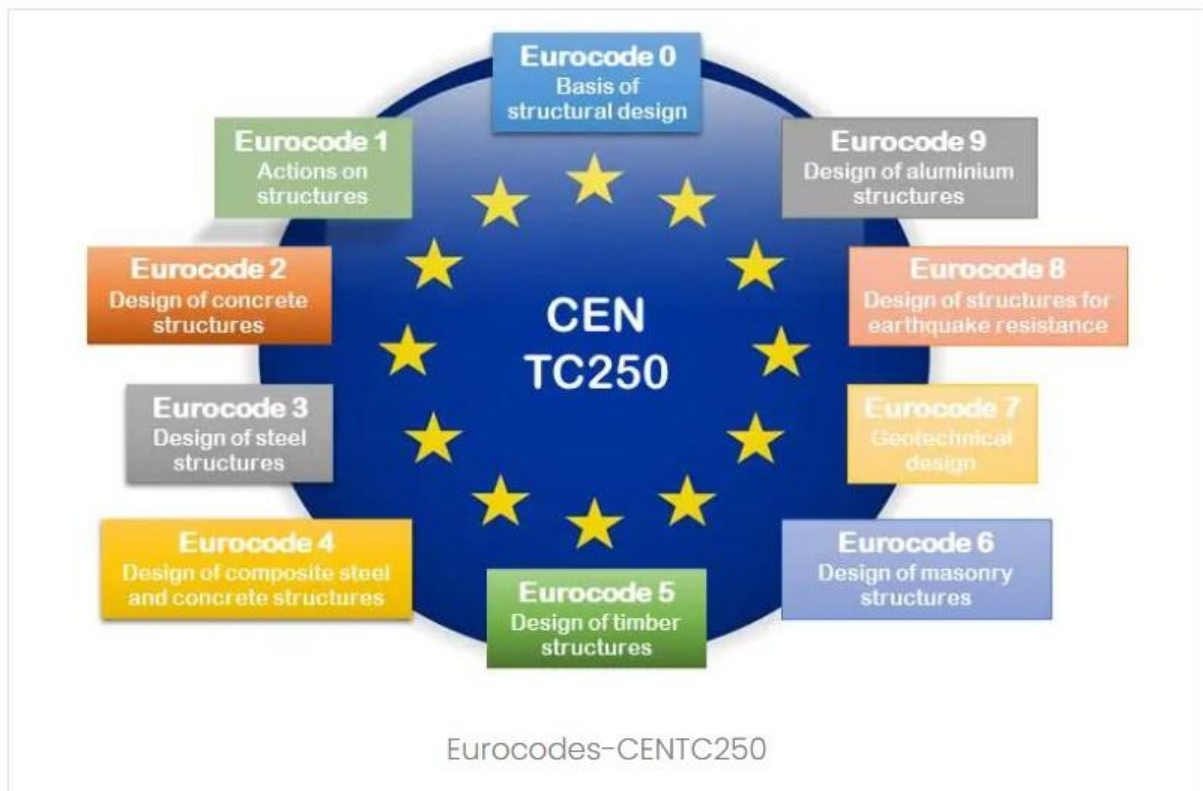 Eurocode 0
Basis of
structural design
Eurocode 1
Actions on
structures
Eurocode 9
Design of aluminium
structures
Eurocode 2
Design of concrete
structures
Eurocode 8
Design of structures for
earthquake resistance
CEN
TC250
Eurocode 3
Design of steel
structures
Eurocode 7
Geotechnical
design
Eurocode 4
Design of composite steel
and concrete structures
Eurocode 6
Design of masonry
structures
Eurocode 5
Design of timber
structures
Eurocodes-CENTC250